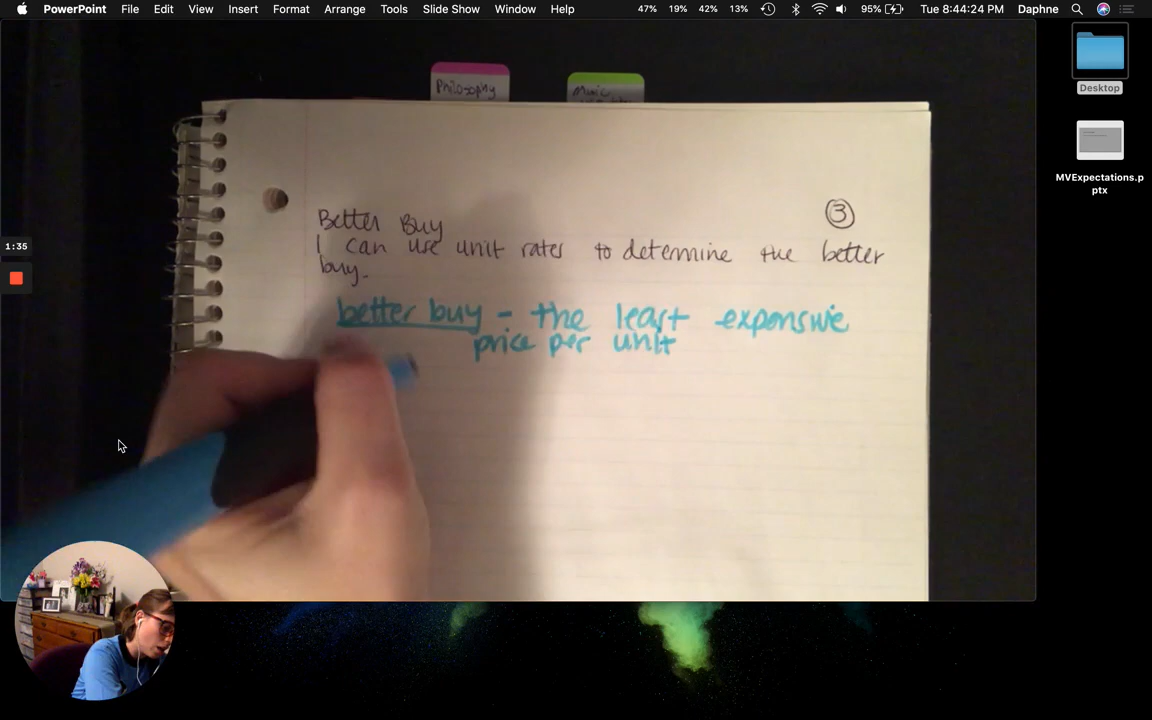 PowerPoint File Edit View Insert Format Arrange Tools Slide Show Window Help 47% 19% 42% 13% 95% Tue 8:44:24 PM Daphne
Desktop
MVExpectations.p
ptx
Philosophy
Music
3
Better Buy
I can use unit rates to determine the better
buy.
better buy - the least expensive
price per unit
1:35